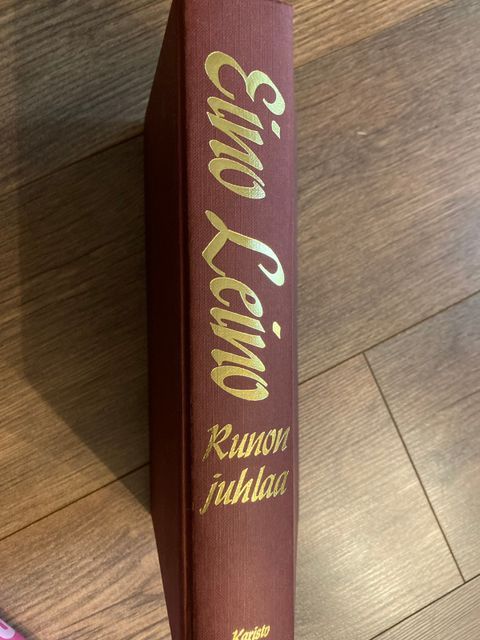 Eino Leino
Runon
juhlaa
Karisto